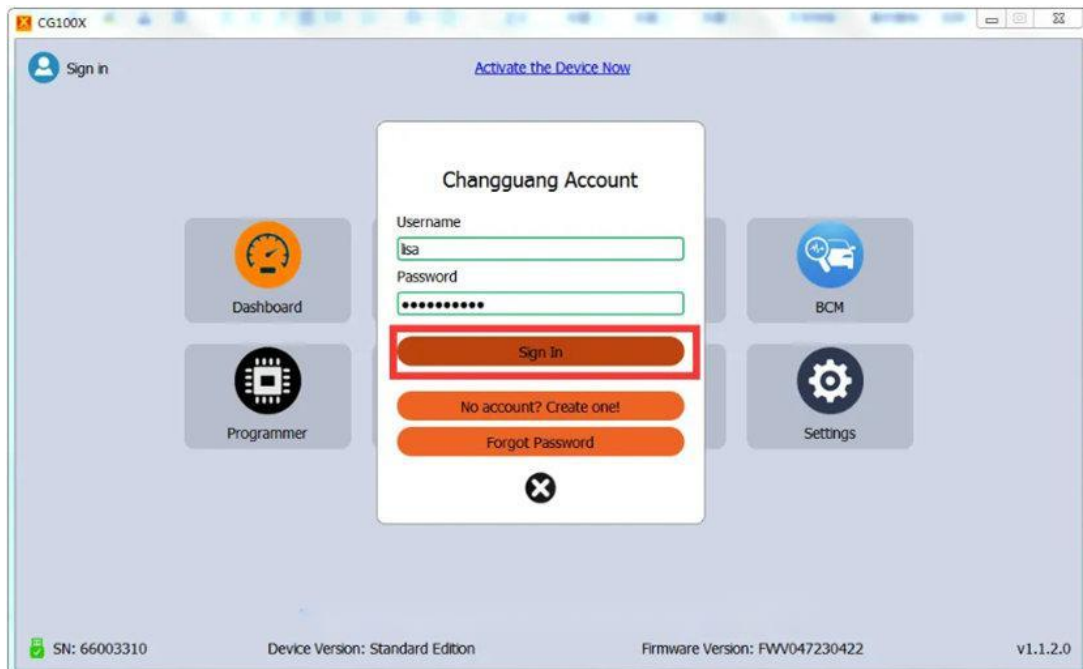 CG100X
Sign in
Activate the Device Now
Changguang Account
Username
lisa
Password
Sign In
No account? Create one!
Forgot Password
Dashboard
BCM
Programmer
Settings
SN: 66003310 Device Version: Standard Edition Firmware Version: FWV047230422 v1.1.2.0